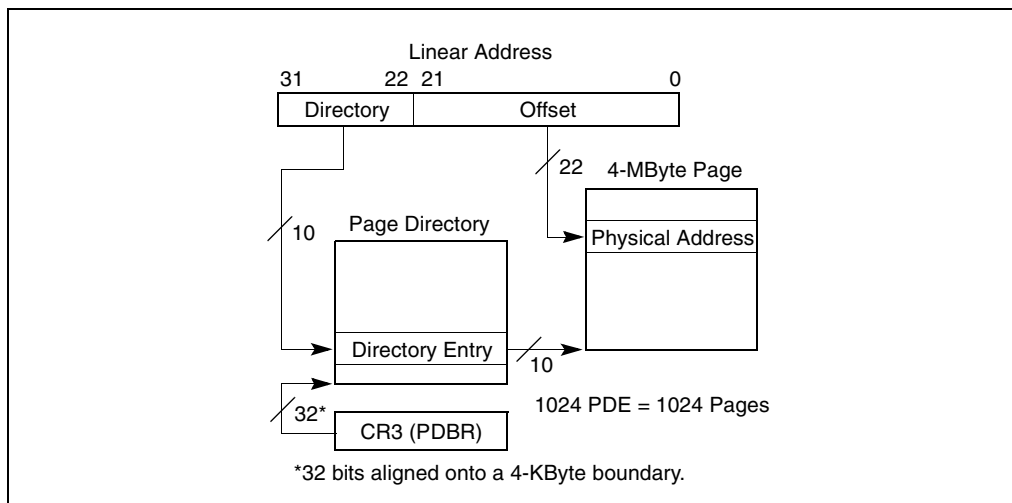 Linear Address
31 22 21 0
Directory Offset
22 4-MByte Page
10 Page Directory
Physical Address
Directory Entry
10
1024 PDE = 1024 Pages
32*
CR3 (PDBR)
*32 bits aligned onto a 4-KByte boundary.